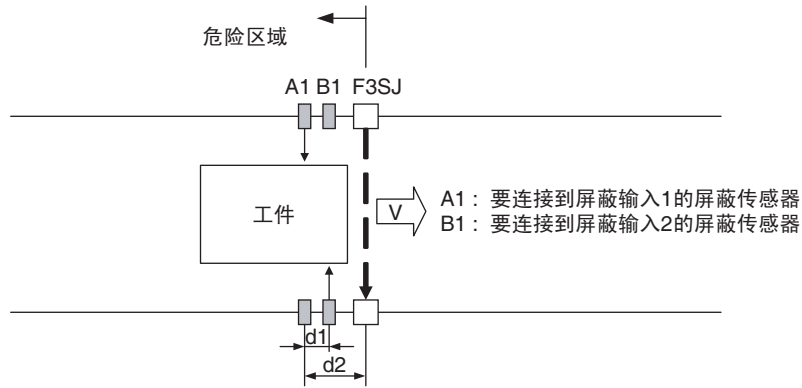 危险区域
A1 B1 F3SJ
工件
V
A1：要连接到屏蔽输入1的屏蔽传感器
B1：要连接到屏蔽输入2的屏蔽传感器
d1
d2